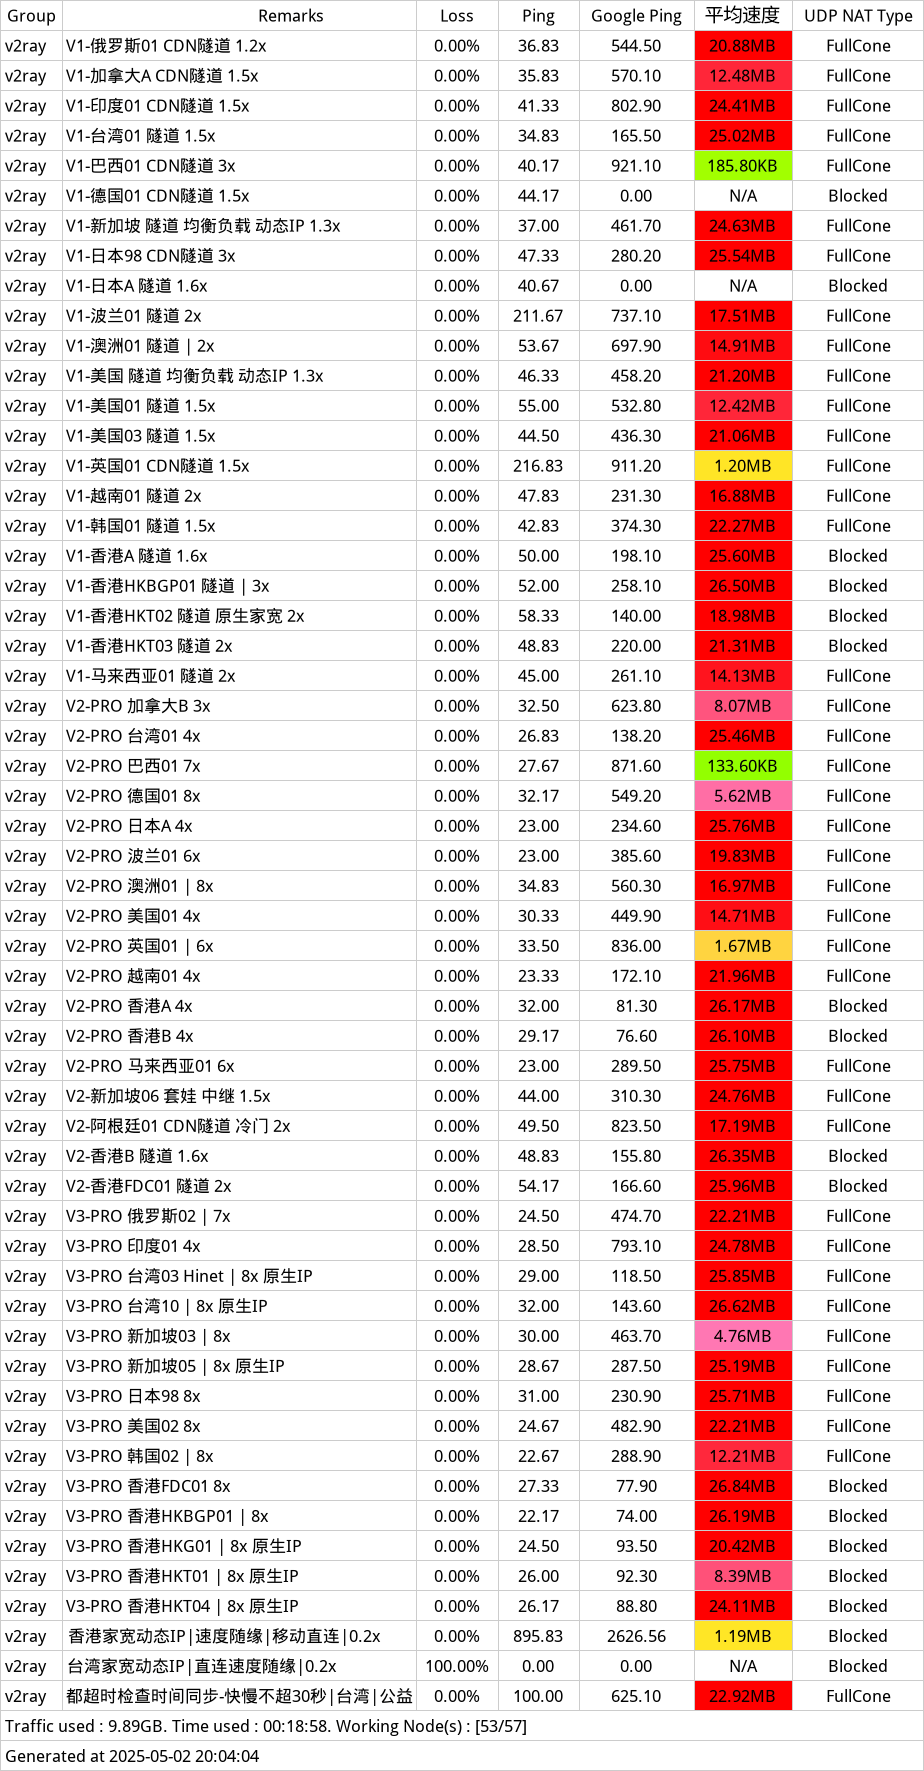 Group Remarks Loss Ping Google Ping 平均速度 UDP NAT Type
v2ray V1-俄罗斯01 CDN隧道 1.2x 0.00% 36.83 544.50 20.88MB FullCone
v2ray V1-加拿大A CDN隧道 1.5x 0.00% 35.83 570.10 12.48MB FullCone
v2ray V1-印度01 CDN隧道 1.5x 0.00% 41.33 802.90 24.41MB FullCone
v2ray V1-台湾01 隧道 1.5x 0.00% 34.83 165.50 25.02MB FullCone
v2ray V1-巴西01 CDN隧道 3x 0.00% 40.17 921.10 185.80KB FullCone
v2ray V1-德国01 CDN隧道 1.5x 0.00% 44.17 0.00 N/A Blocked
v2ray V1-新加坡 隧道 均衡负载 动态IP 1.3x 0.00% 37.00 461.70 24.63MB FullCone
v2ray V1-日本98 CDN隧道 3x 0.00% 47.33 280.20 25.54MB FullCone
v2ray V1-日本A 隧道 1.6x 0.00% 40.67 0.00 N/A Blocked
v2ray V1-波兰01 隧道 2x 0.00% 211.67 737.10 17.51MB FullCone
v2ray V1-澳洲01 隧道 | 2x 0.00% 53.67 697.90 14.91MB FullCone
v2ray V1-美国 隧道 均衡负载 动态IP 1.3x 0.00% 46.33 458.20 21.20MB FullCone
v2ray V1-美国01 隧道 1.5x 0.00% 55.00 532.80 12.42MB FullCone
v2ray V1-美国03 隧道 1.5x 0.00% 44.50 436.30 21.06MB FullCone
v2ray V1-英国01 CDN隧道 1.5x 0.00% 216.83 911.20 1.20MB FullCone
v2ray V1-越南01 隧道 2x 0.00% 47.83 231.30 16.88MB FullCone
v2ray V1-韩国01 隧道 1.5x 0.00% 42.83 374.30 22.27MB FullCone
v2ray V1-香港A 隧道 1.6x 0.00% 50.00 198.10 25.60MB Blocked
v2ray V1-香港HKBGP01 隧道 | 3x 0.00% 52.00 258.10 26.50MB Blocked
v2ray V1-香港HKT02 隧道 原生家宽 2x 0.00% 58.33 140.00 18.98MB Blocked
v2ray V1-香港HKT03 隧道 2x 0.00% 48.83 220.00 21.31MB Blocked
v2ray V1-马来西亚01 隧道 2x 0.00% 45.00 261.10 14.13MB FullCone
v2ray V2-PRO 加拿大B 3x 0.00% 32.50 623.80 8.07MB FullCone
v2ray V2-PRO 台湾01 4x 0.00% 26.83 138.20 25.46MB FullCone
v2ray V2-PRO 巴西01 7x 0.00% 27.67 871.60 133.60KB FullCone
v2ray V2-PRO 德国01 8x 0.00% 32.17 549.20 5.62MB FullCone
v2ray V2-PRO 日本A 4x 0.00% 23.00 234.60 25.76MB FullCone
v2ray V2-PRO 波兰01 6x 0.00% 23.00 385.60 19.83MB FullCone
v2ray V2-PRO 澳洲01 | 8x 0.00% 34.83 560.30 16.97MB FullCone
v2ray V2-PRO 美国01 4x 0.00% 30.33 449.90 14.71MB FullCone
v2ray V2-PRO 英国01 | 6x 0.00% 33.50 836.00 1.67MB FullCone
v2ray V2-PRO 越南01 4x 0.00% 23.33 172.10 21.96MB FullCone
v2ray V2-PRO 香港A 4x 0.00% 32.00 81.30 26.17MB Blocked
v2ray V2-PRO 香港B 4x 0.00% 29.17 76.60 26.10MB Blocked
v2ray V2-PRO 马来西亚01 6x 0.00% 23.00 289.50 25.75MB FullCone
v2ray V2-新加坡06 套娃 中继 1.5x 0.00% 44.00 310.30 24.76MB FullCone
v2ray V2-阿根廷01 CDN隧道 冷门 2x 0.00% 49.50 823.50 17.19MB FullCone
v2ray V2-香港B 隧道 1.6x 0.00% 48.83 155.80 26.35MB Blocked
v2ray V2-香港FDC01 隧道 2x 0.00% 54.17 166.60 25.96MB Blocked
v2ray V3-PRO 俄罗斯02 | 7x 0.00% 24.50 474.70 22.21MB FullCone
v2ray V3-PRO 印度01 4x 0.00% 28.50 793.10 24.78MB FullCone
v2ray V3-PRO 台湾03 Hinet | 8x 原生IP 0.00% 29.00 118.50 25.85MB FullCone
v2ray V3-PRO 台湾10 | 8x 原生IP 0.00% 32.00 143.60 26.62MB FullCone
v2ray V3-PRO 新加坡03 | 8x 0.00% 30.00 463.70 4.76MB FullCone
v2ray V3-PRO 新加坡05 | 8x 原生IP 0.00% 28.67 287.50 25.19MB FullCone
v2ray V3-PRO 日本98 8x 0.00% 31.00 230.90 25.71MB FullCone
v2ray V3-PRO 美国02 8x 0.00% 24.67 482.90 22.21MB FullCone
v2ray V3-PRO 韩国02 | 8x 0.00% 22.67 288.90 12.21MB FullCone
v2ray V3-PRO 香港FDC01 8x 0.00% 27.33 77.90 26.84MB Blocked
v2ray V3-PRO 香港HKBGP01 | 8x 0.00% 22.17 74.00 26.19MB Blocked
v2ray V3-PRO 香港HKG01 | 8x 原生IP 0.00% 24.50 93.50 20.42MB Blocked
v2ray V3-PRO 香港HKT01 | 8x 原生IP 0.00% 26.00 92.30 8.39MB Blocked
v2ray V3-PRO 香港HKT04 | 8x 原生IP 0.00% 26.17 88.80 24.11MB Blocked
v2ray 香港家宽动态IP|速度随缘|移动直连|0.2x 0.00% 895.83 2626.56 1.19MB Blocked
v2ray 台湾家宽动态IP|直连速度随缘|0.2x 100.00% 0.00 0.00 N/A Blocked
v2ray 都超时检查时间同步-快慢不超30秒|台湾|公益 0.00% 100.00 625.10 22.92MB FullCone
Traffic used : 9.89GB. Time used : 00:18:58. Working Node(s) : [53/57]
Generated at 2025-05-02 20:04:04